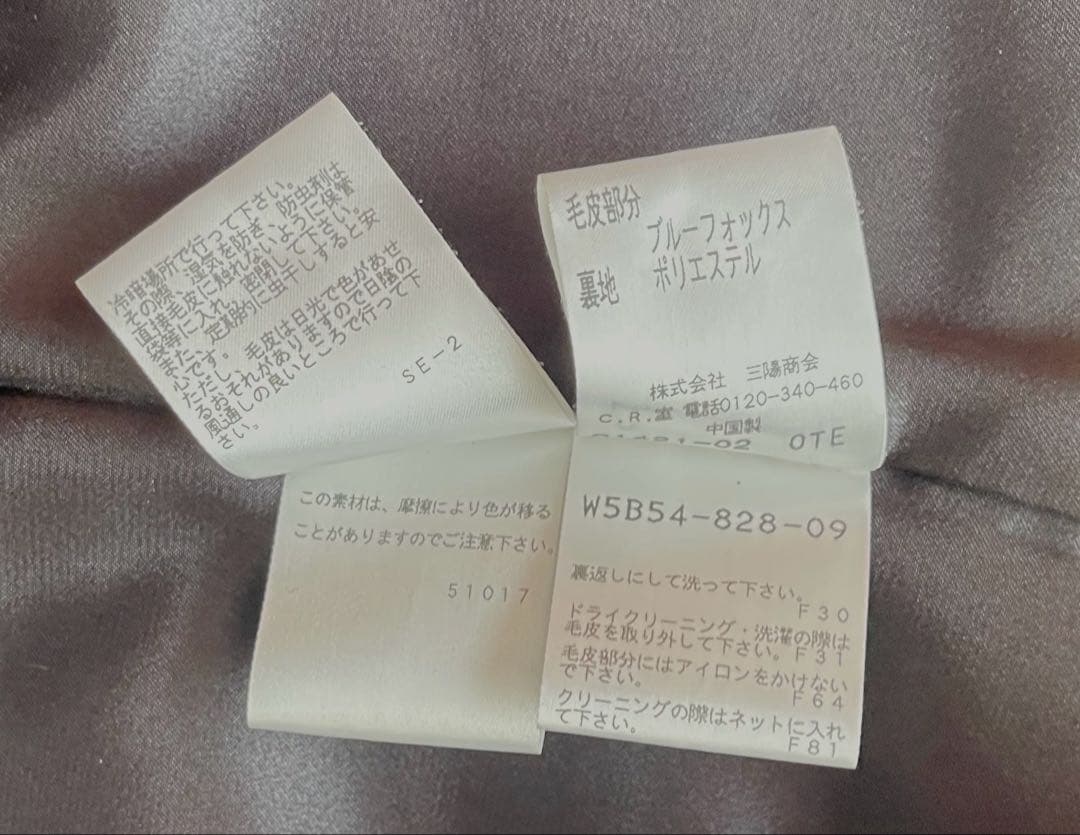 冷暗場所で行って下さい。
その際、湿気を防ぎ、防虫剤は
直接毛皮に触れないように保管
袋等に入れ、密閉して下さい。
また、定期的に虫干しすると安
心です。
ただし、毛皮は日光で色があせ
るおそれがありますので日陰の
風通しの良いところで行って下
さい。
SE-2
毛皮部分
ブルーフォックス
裏地 ポリエステル
株式会社 三陽商会
C.R.室 電話0120-340-460
中国製
-02 OTE
この素材は、摩擦により色が移る
ことがありますのでご注意下さい。
51017
W5B54-828-09
裏返しにして洗って下さい。
F30
ドライクリーニング・洗濯の際は
毛皮を取り外して下さい。F31
毛皮部分にはアイロンをかけない
で下さい。 F64
クリーニングの際はネットに入れ
て下さい。 F81